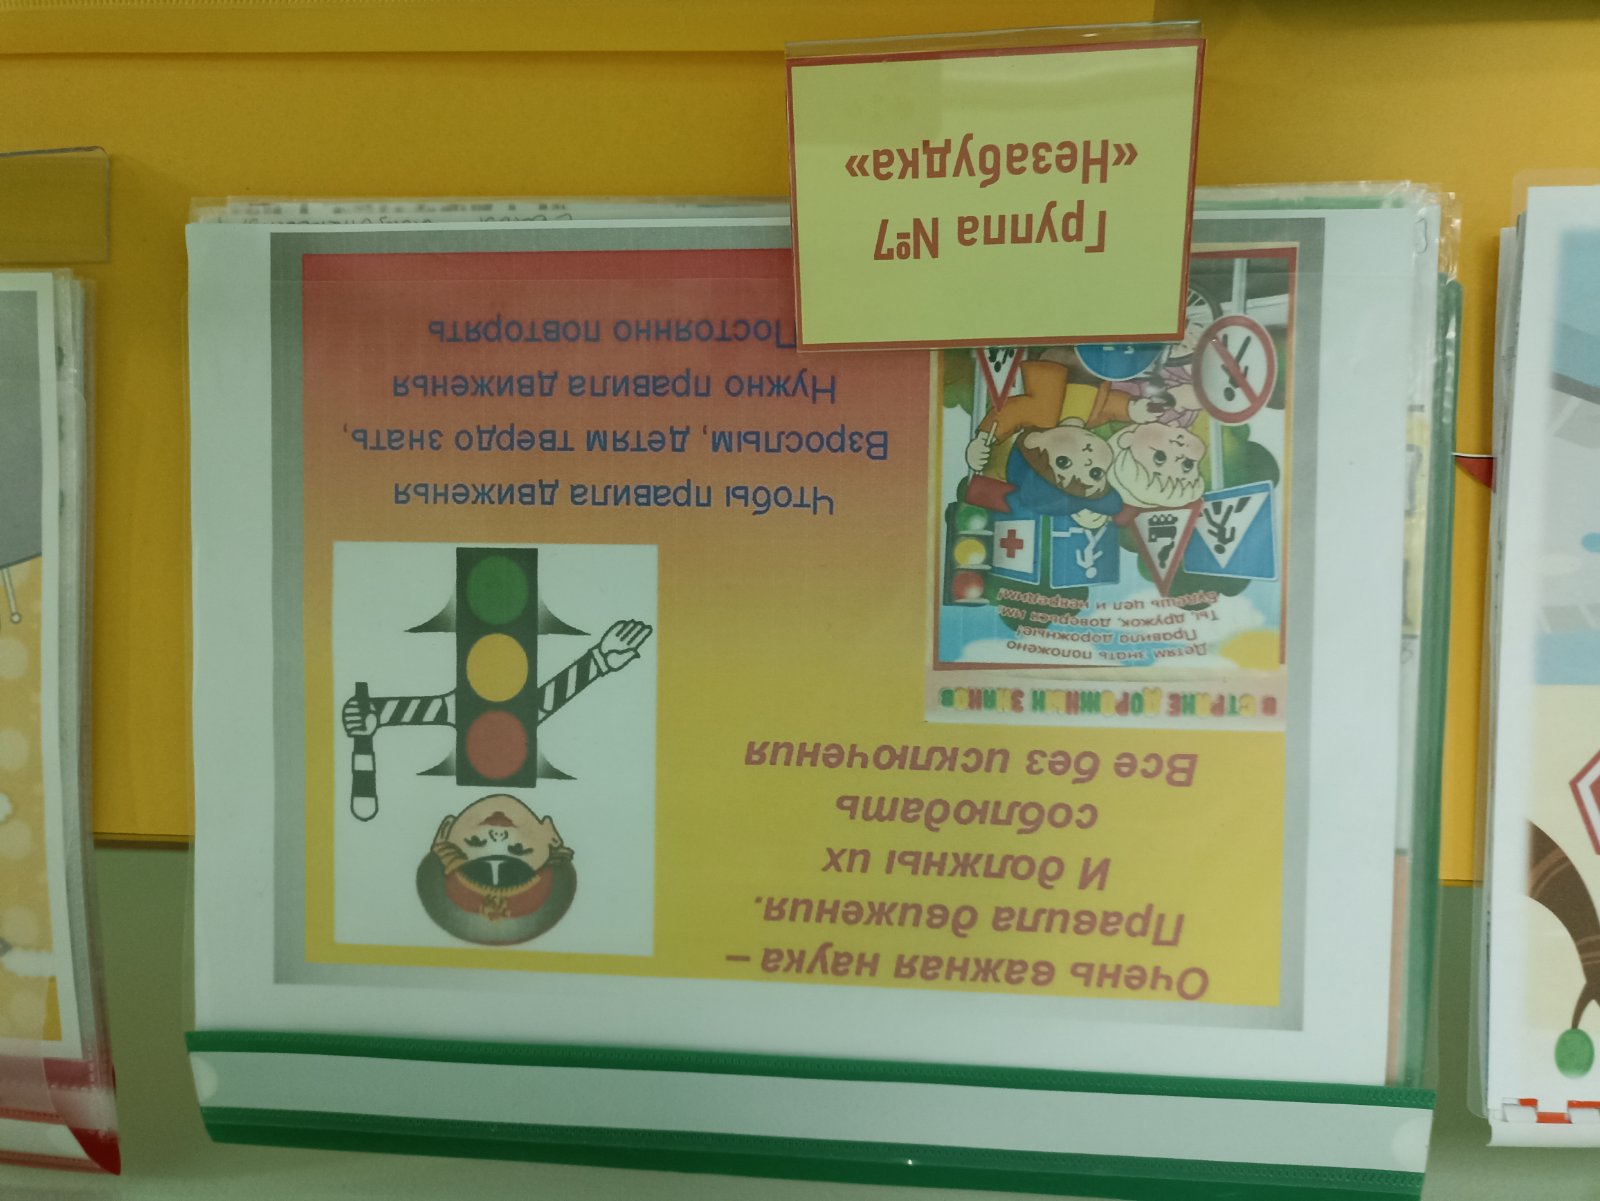 Очень важная наука –
Правила движения.
И должны их
соблюдать
Все без исключения
В СТРАНЕ ДОРОЖНЫХ ЗНАКОВ
Детям знать положено
Правила дорожные!
Ты, дружок, доверься им:
Будешь цел и невредим!
Чтобы правила движенья
Взрослым, детям твердо знать,
Нужно правила движенья
Постоянно повторять
Группа №7
«Незабудка»